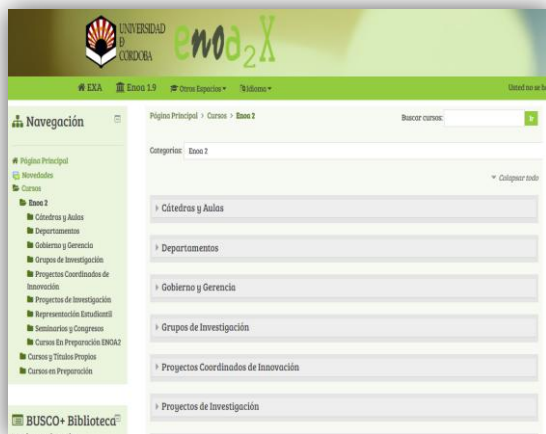 UNIVERSIDAD
Đ
CÓRDOBA
enoa2X
EXA
Enoa 1.9
Otros Espacios
Idioma
Navegación
Página Principal
Novedades
Cursos
Enoa 2
Cátedras y Aulas
Departamentos
Gobierno y Gerencia
Grupos de Investigación
Proyectos Coordinados de
Innovación
Proyectos de Investigación
Representación Estudiantil
Seminarios y Congresos
Cursos En Preparación ENOA2
Cursos y Títulos Propios
Cursos en Preparación
BUSCO+ Biblioteca
Usted no se
Página Principal > Cursos > Enoa 2
Buscar cursos:
Ir
Categorías: Enoa 2
Colapsar todo
Cátedras y Aulas
Departamentos
Gobierno y Gerencia
Grupos de Investigación
Proyectos Coordinados de Innovación
Proyectos de Investigación